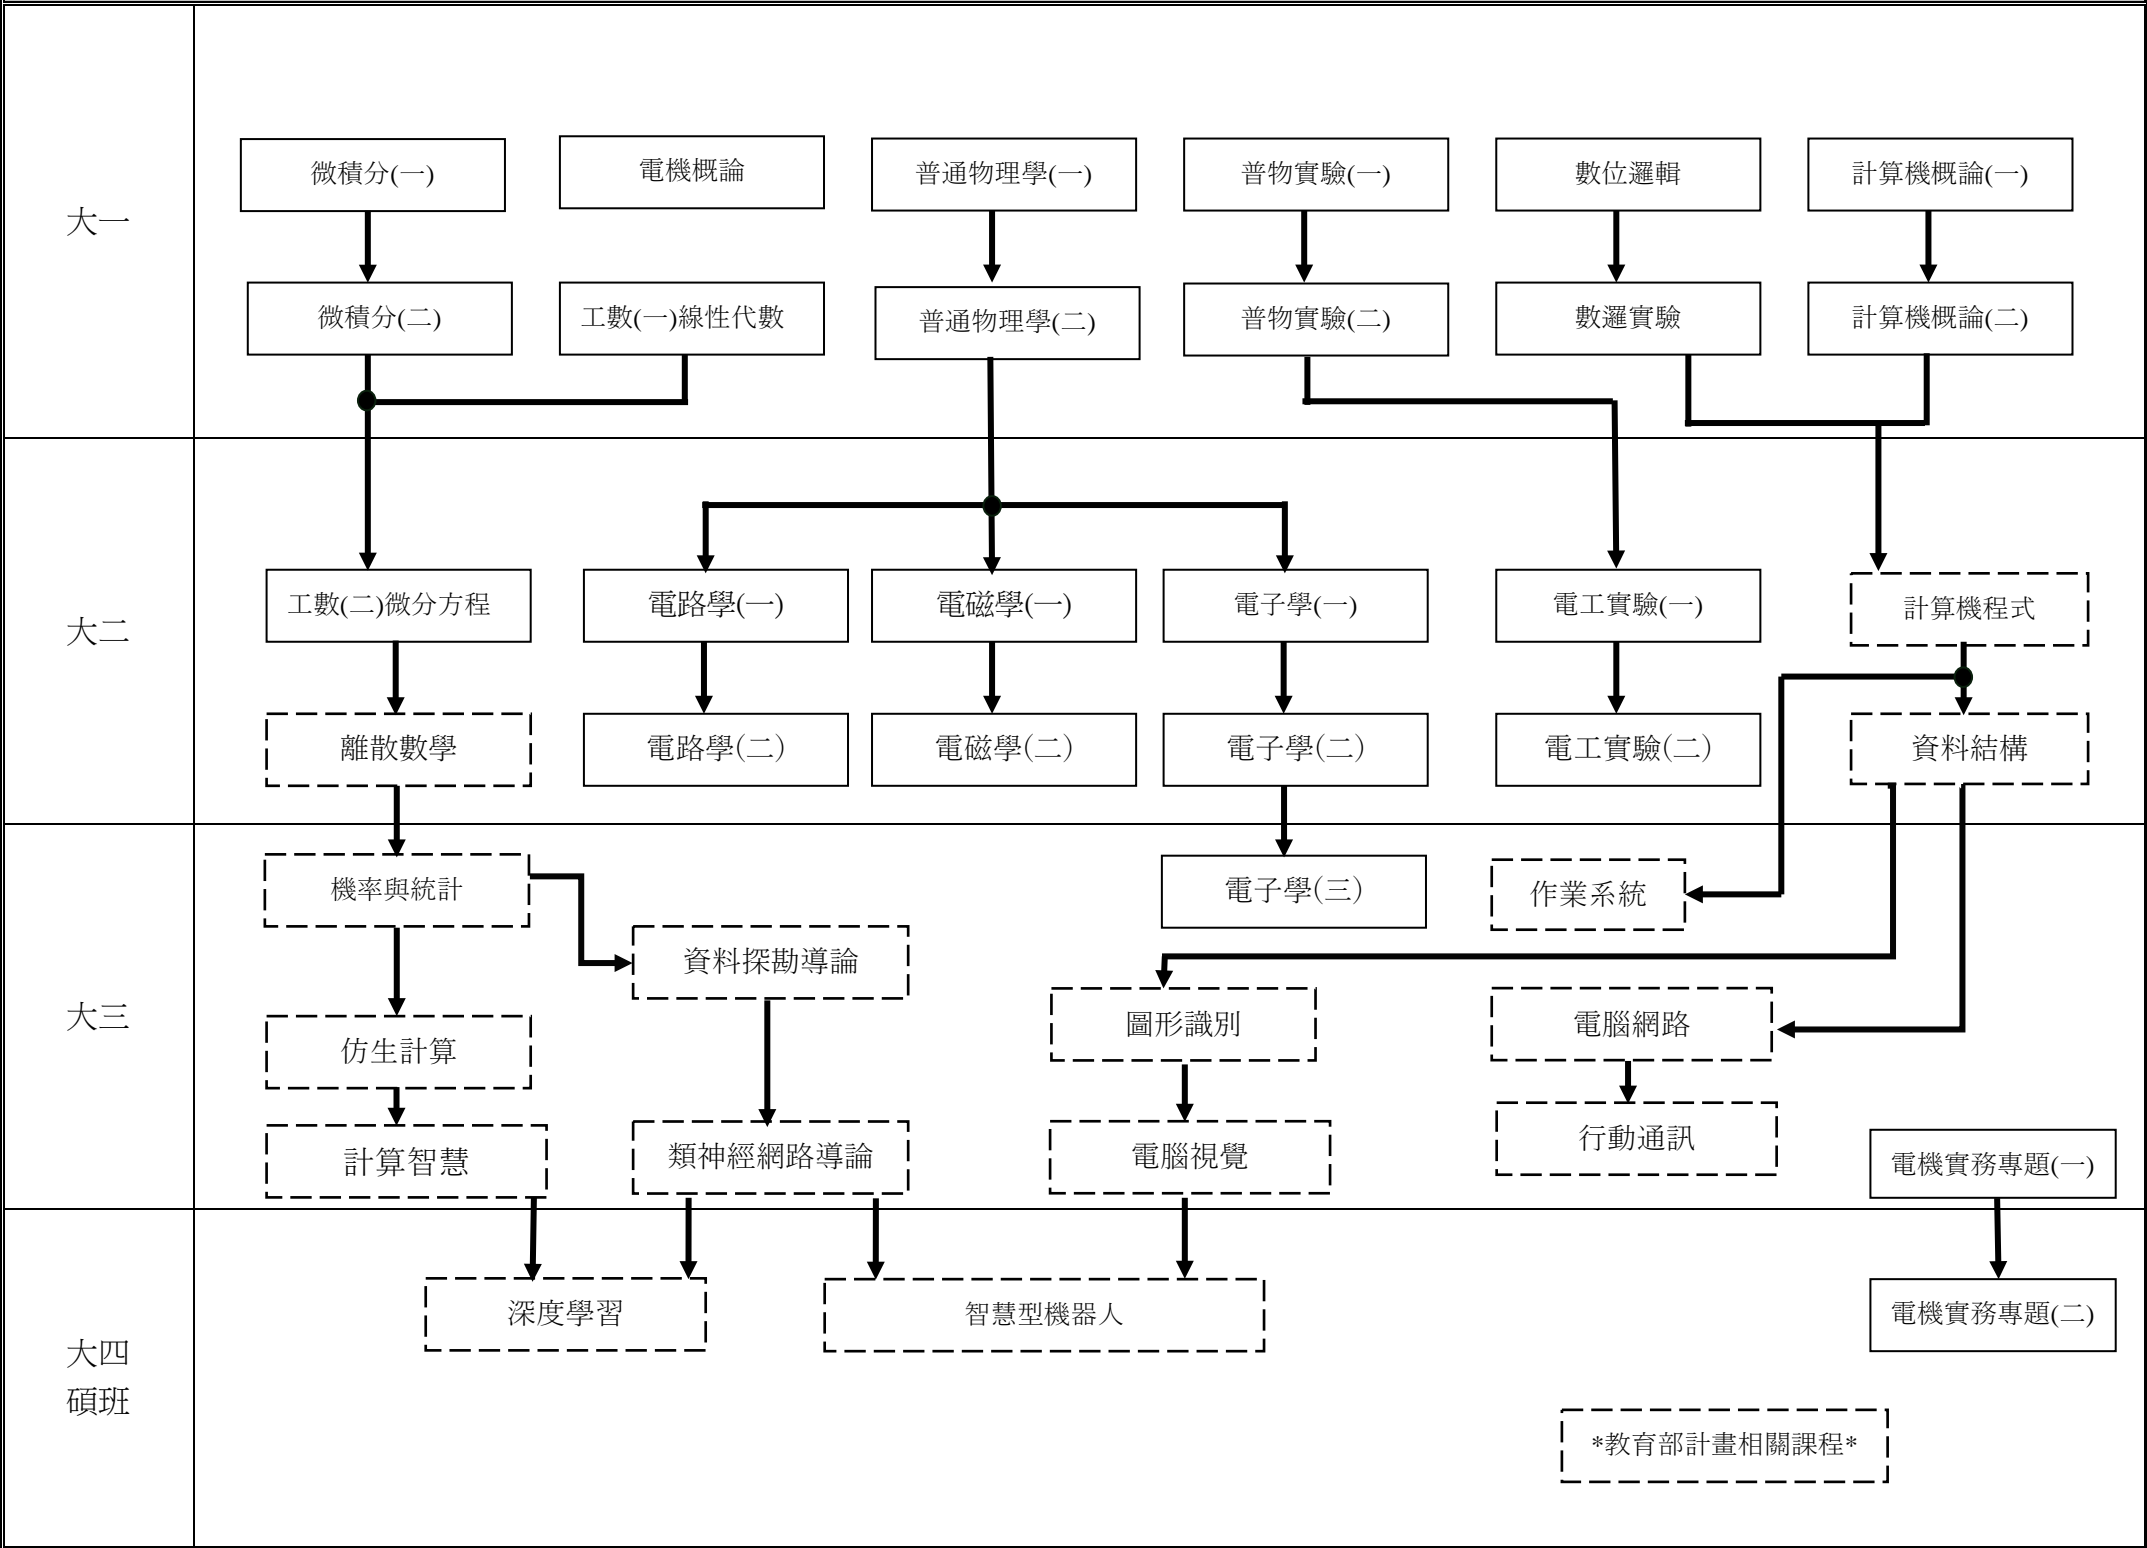 大一
微積分(一)
電機概論
普通物理學(一)
普物實驗(一)
數位邏輯
計算機概論(一)
微積分(二)
工數(一)線性代數
普通物理學(二)
普物實驗(二)
數邏實驗
計算機概論(二)
大二
工數(二)微分方程
電路學(一)
電磁學(一)
電子學(一)
電工實驗(一)
計算機程式
離散數學
電路學(二)
電磁學(二)
電子學(二)
電工實驗(二)
資料結構
大三
機率與統計
電子學(三)
作業系統
資料探勘導論
仿生計算
圖形識別
電腦網路
計算智慧
類神經網路導論
電腦視覺
行動通訊
電機實務專題(一)
大四
碩班
深度學習
智慧型機器人
電機實務專題(二)
*教育部計畫相關課程*